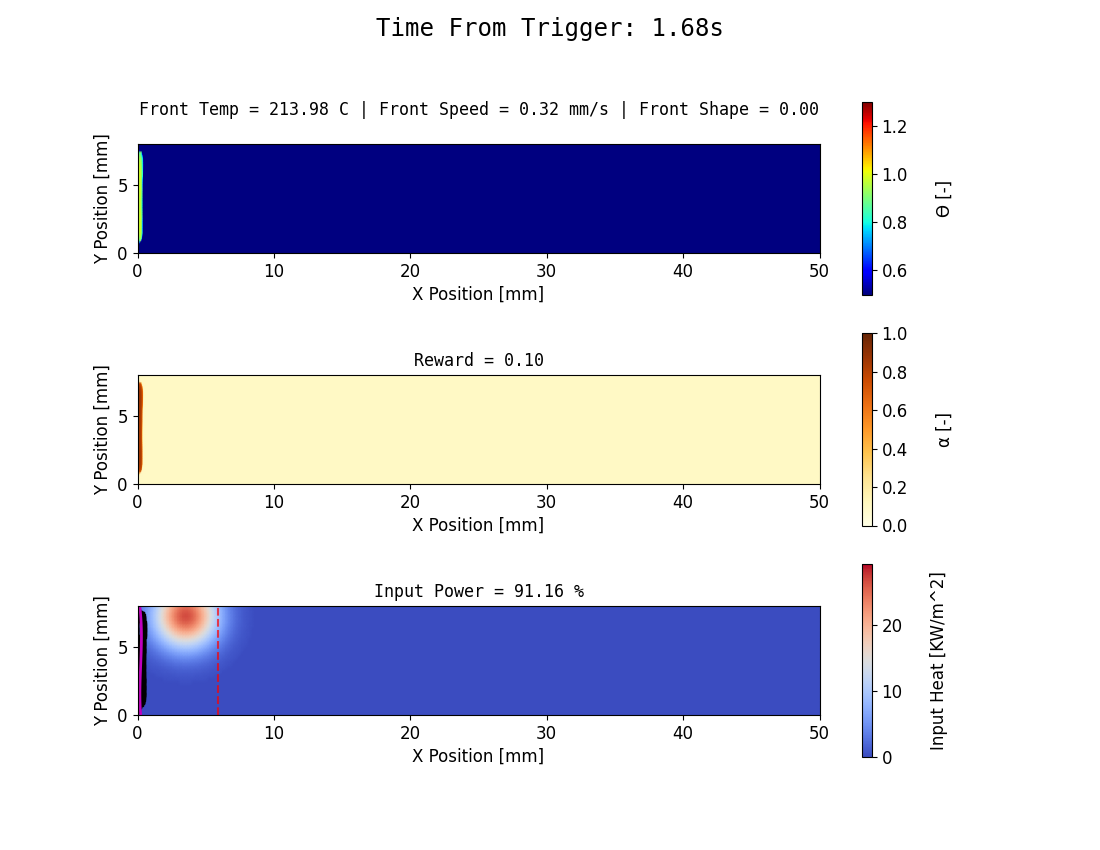 Time From Trigger: 1.68s
Front Temp = 213.98 C | Front Speed = 0.32 mm/s | Front Shape = 0.00
Y Position [mm]
5
0
0 10 20 30 40 50
X Position [mm]
1.2
1.0
0.8
0.6
ϴ [-]
Reward = 0.10
Y Position [mm]
5
0
0 10 20 30 40 50
X Position [mm]
1.0
0.8
0.6
0.4
0.2
0.0
α [-]
Input Power = 91.16 %
Y Position [mm]
5
0
0 10 20 30 40 50
X Position [mm]
20
10
0
Input Heat [KW/m^2]